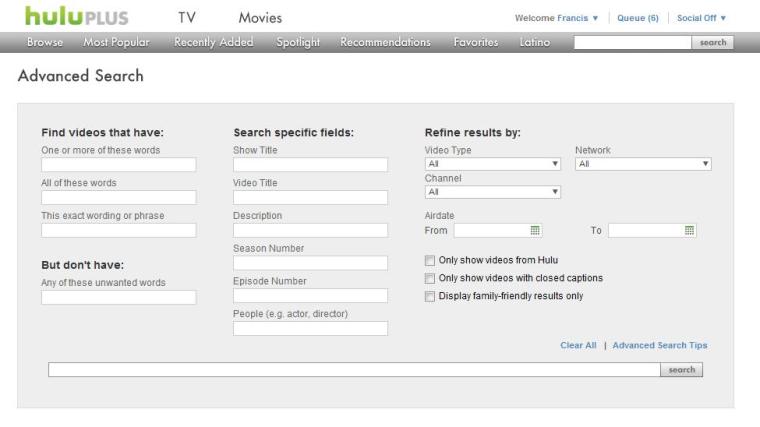 huluPLUS TV Movies Welcome Francis ▼ Queue (6) Social Off ▼
Browse Most Popular Recently Added Spotlight Recommendations Favorites Latino search
Advanced Search
Find videos that have:
One or more of these words
All of these words
This exact wording or phrase
But don't have:
Any of these unwanted words
Search specific fields:
Show Title
Video Title
Description
Season Number
Episode Number
People (e.g. actor, director)
Refine results by:
Video Type Network
All ▼ All ▼
Channel
All ▼
Airdate
From To
Only show videos from Hulu
Only show videos with closed captions
Display family-friendly results only
Clear All | Advanced Search Tips
search